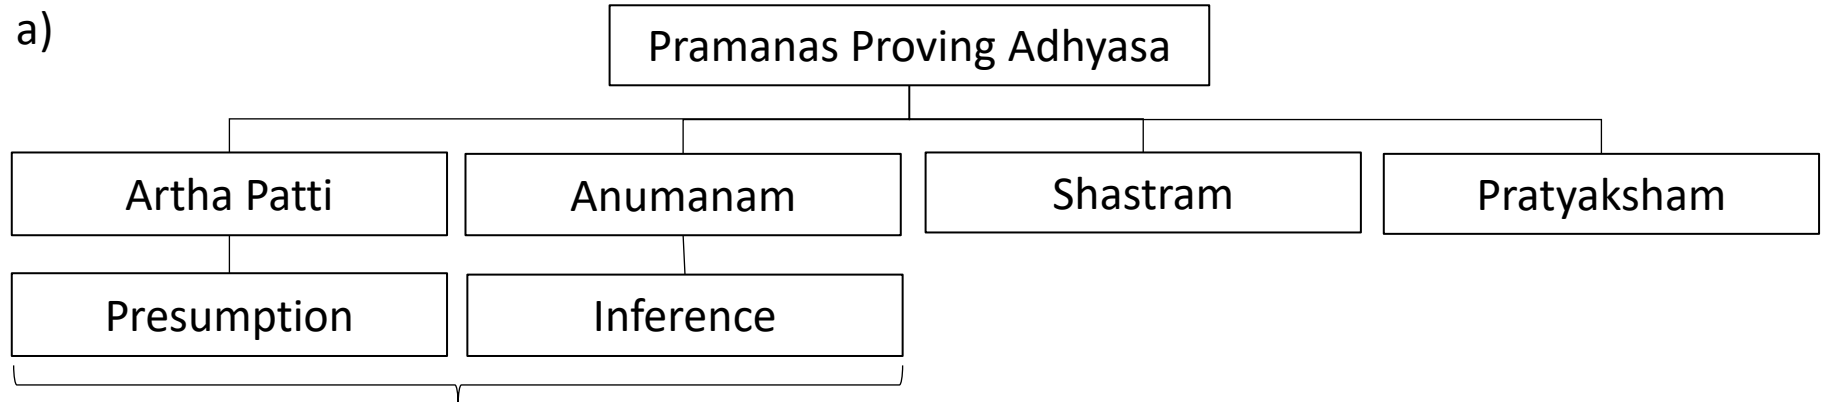 a)
Pramanas Proving Adhyasa
Artha Patti
Anumanam
Shastram
Pratyaksham
Presumption
Inference